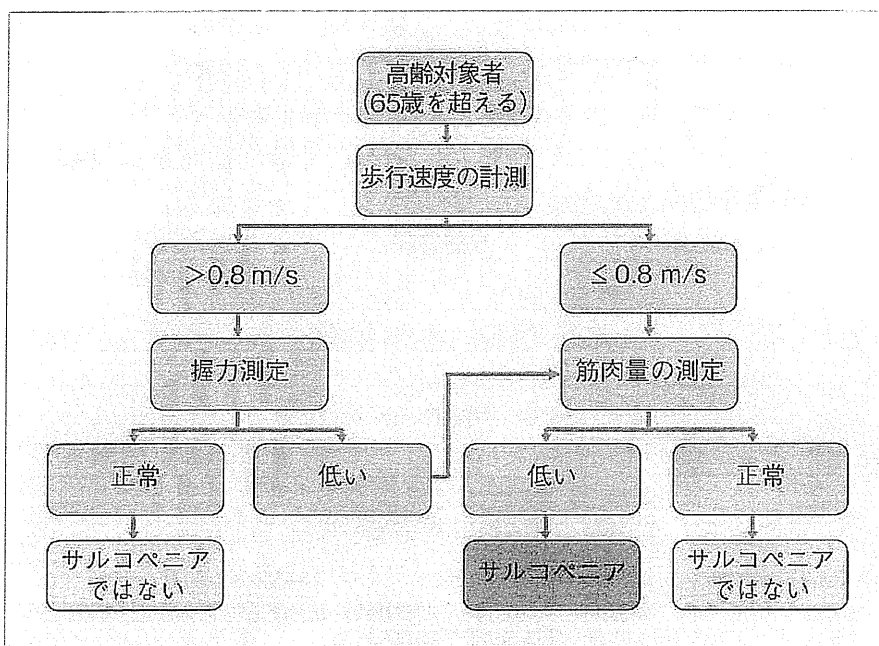 高齢対象者
(65歳を超える)
歩行速度の計測
>0.8 m/s
≤0.8 m/s
握力測定
筋肉量の測定
正常
低い
低い
正常
サルコペニア
ではない
サルコペニア
サルコペニア
ではない